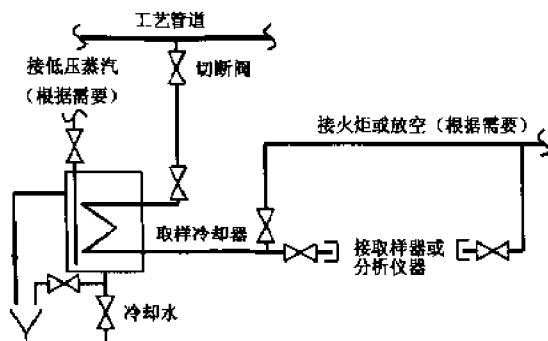 工艺管道
接低压蒸汽
（根据需要）
切断阀
接火炬或放空（根据需要）
取样冷却器
接取样器或
分析仪器
冷却水